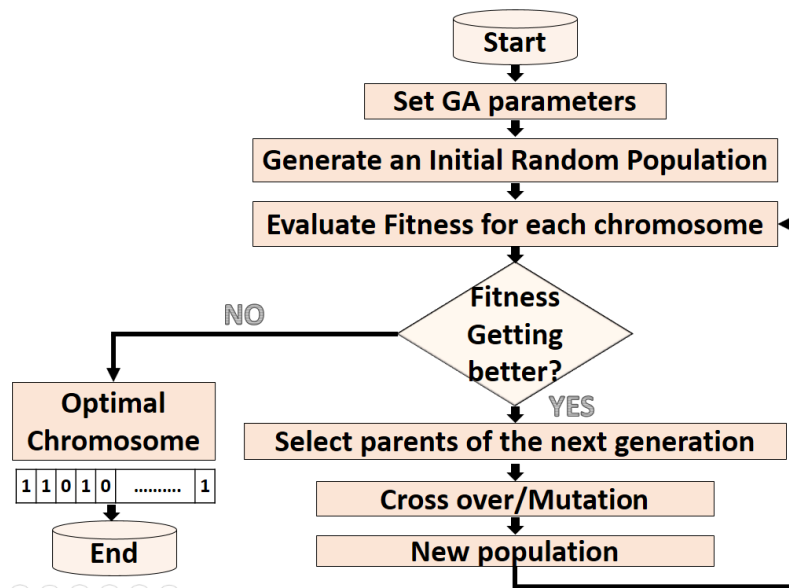 Start
Set GA parameters
Generate an Initial Random Population
Evaluate Fitness for each chromosome
Fitness
Getting
better?
NO
YES
Optimal
Chromosome
1 1 0 1 0 .......... 1
End
Select parents of the next generation
Cross over/Mutation
New population